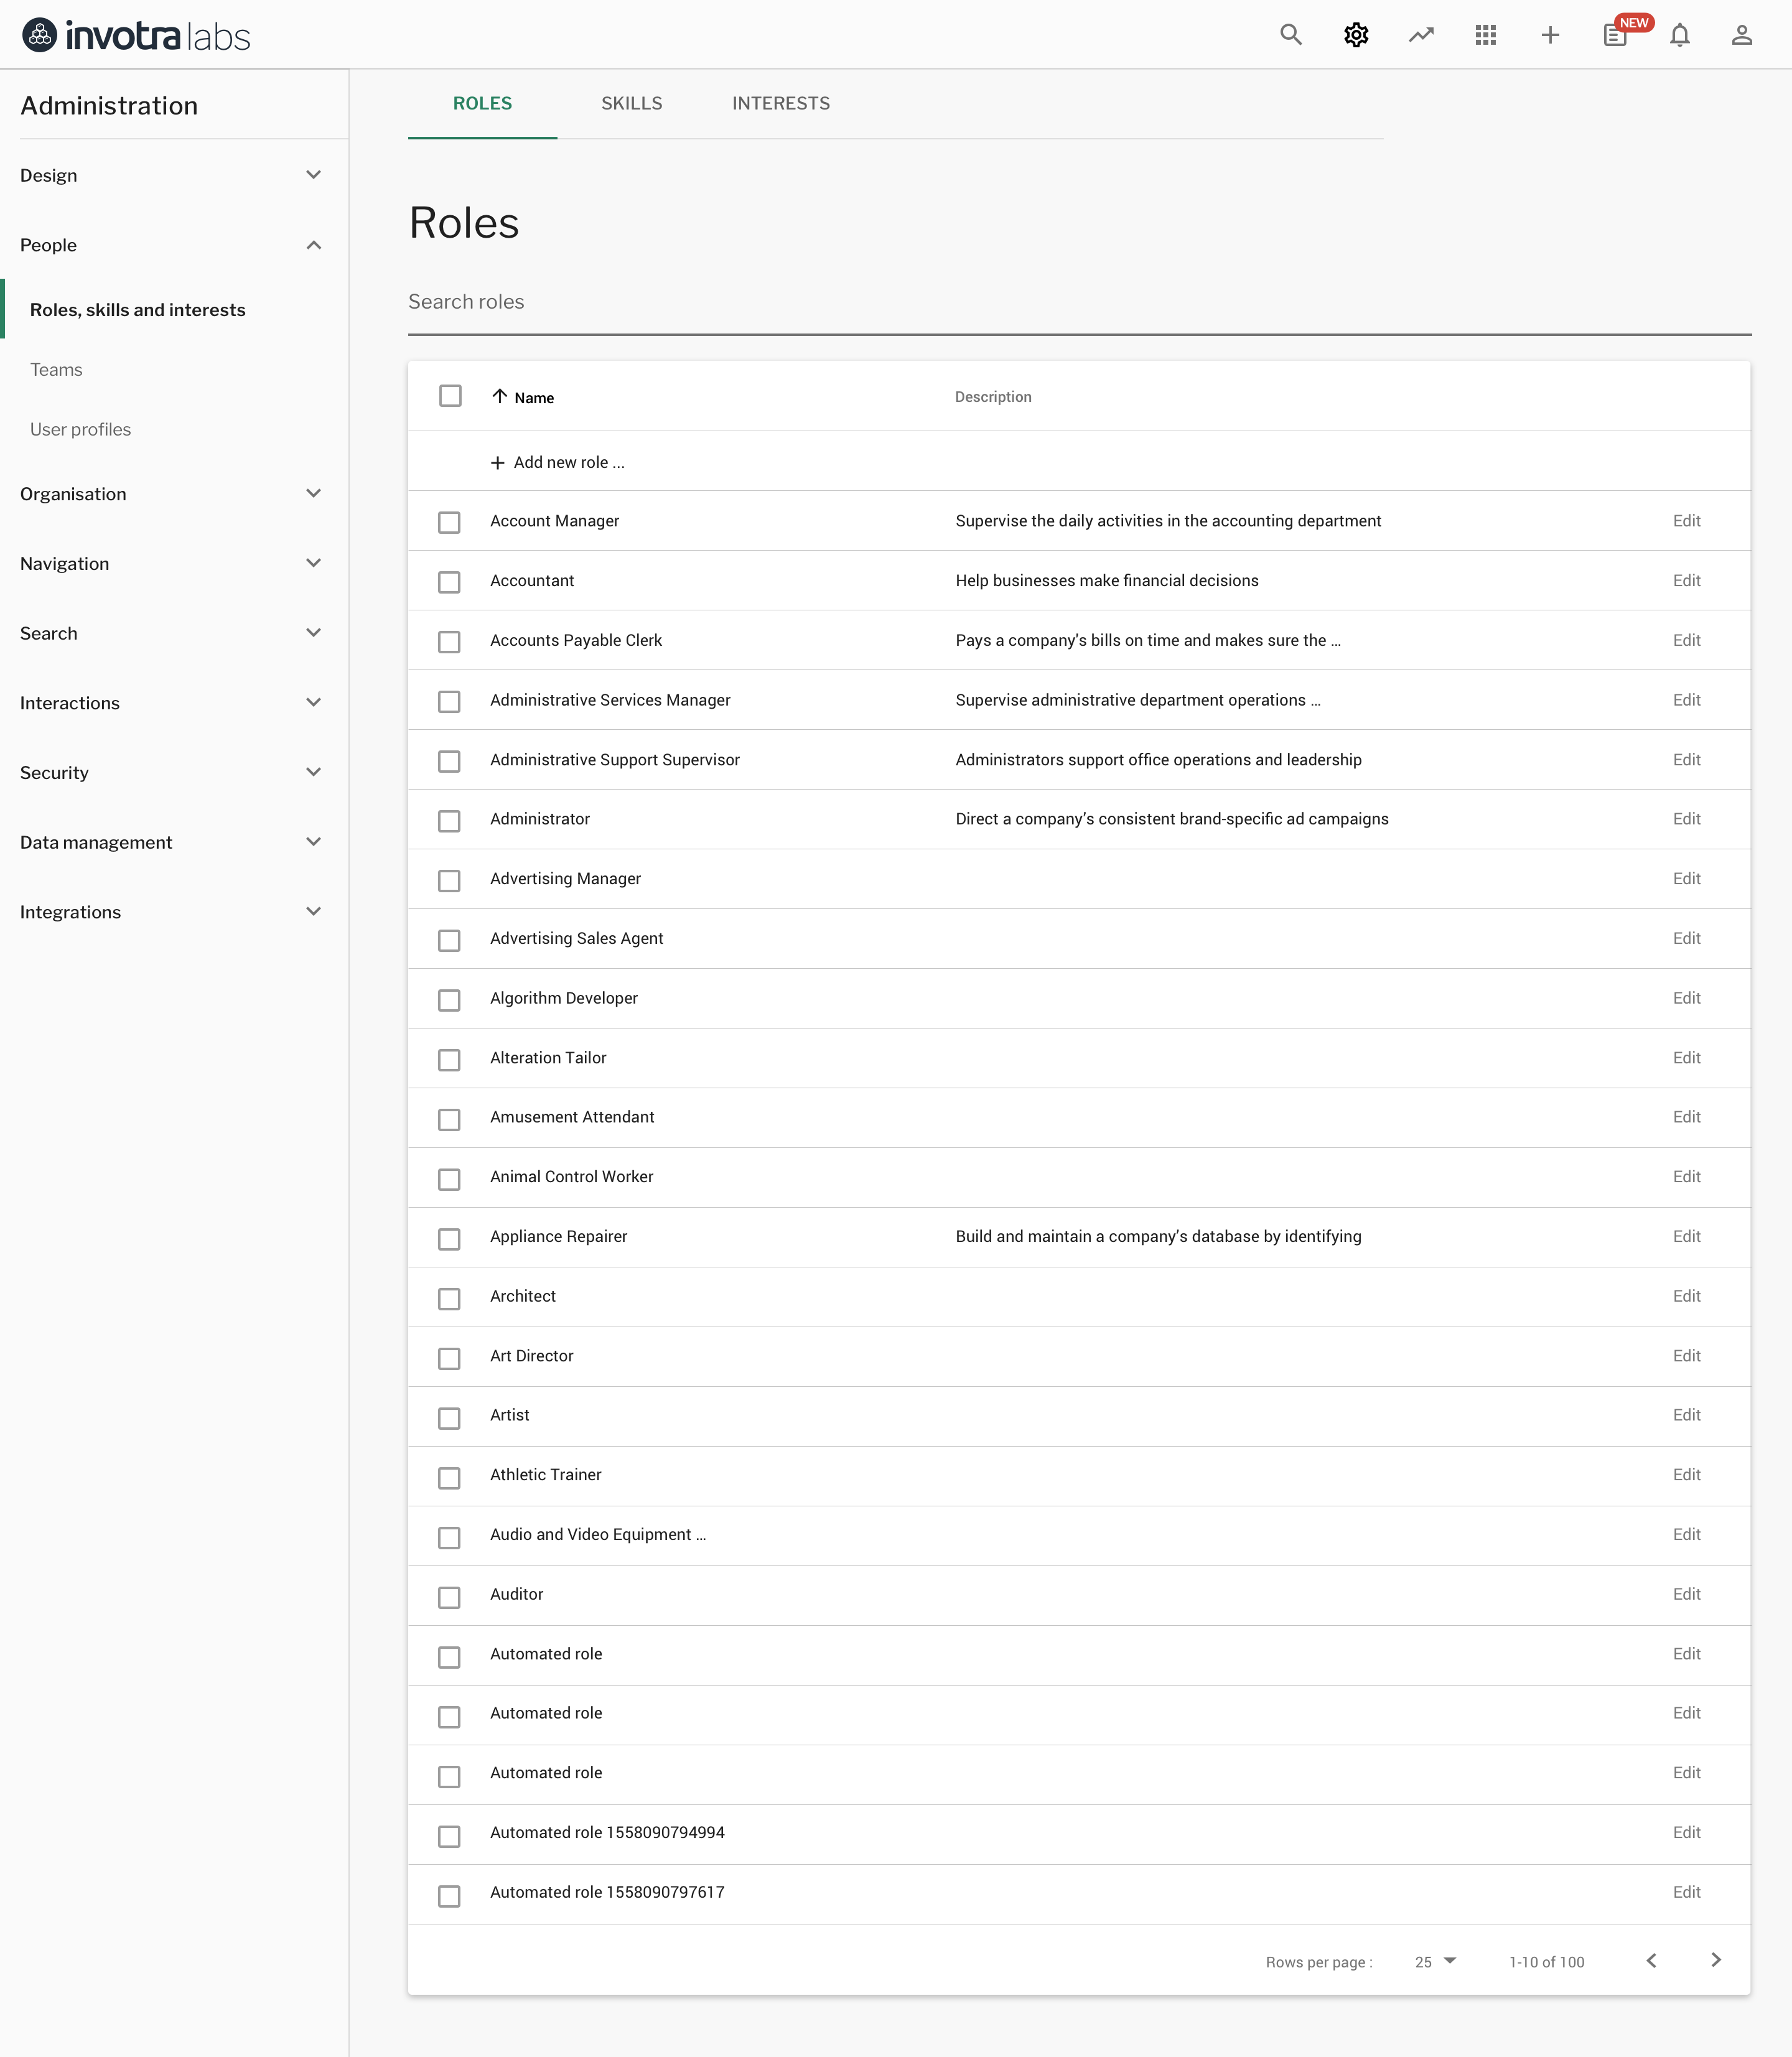 invotra labs
NEW
Administration
Design
People
Roles, skills and interests
Teams
User profiles
Organisation
Navigation
Search
Interactions
Security
Data management
Integrations
ROLES SKILLS INTERESTS
Roles
Search roles
Name Description
Add new role ...
Account Manager Supervise the daily activities in the accounting department Edit
Accountant Help businesses make financial decisions Edit
Accounts Payable Clerk Pays a company’s bills on time and makes sure the ... Edit
Administrative Services Manager Supervise administrative department operations ... Edit
Administrative Support Supervisor Administrators support office operations and leadership Edit
Administrator Direct a company’s consistent brand-specific ad campaigns Edit
Advertising Manager Edit
Advertising Sales Agent Edit
Algorithm Developer Edit
Alteration Tailor Edit
Amusement Attendant Edit
Animal Control Worker Edit
Appliance Repairer Build and maintain a company’s database by identifying Edit
Architect Edit
Art Director Edit
Artist Edit
Athletic Trainer Edit
Audio and Video Equipment ... Edit
Auditor Edit
Automated role Edit
Automated role Edit
Automated role Edit
Automated role 1558090794994 Edit
Automated role 1558090797617 Edit
Rows per page : 25 1-10 of 100